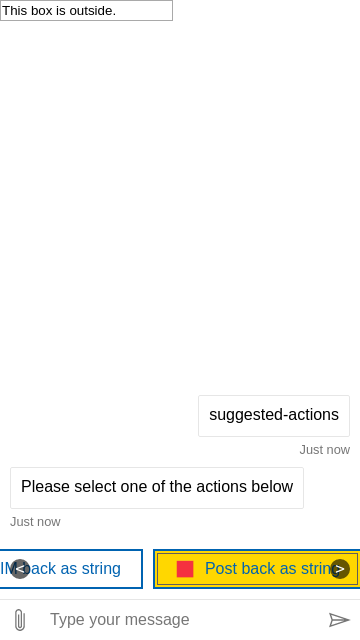 This box is outside.
suggested-actions
Just now
Please select one of the actions below
Just now
IM back as string
Post back as string
Type your message